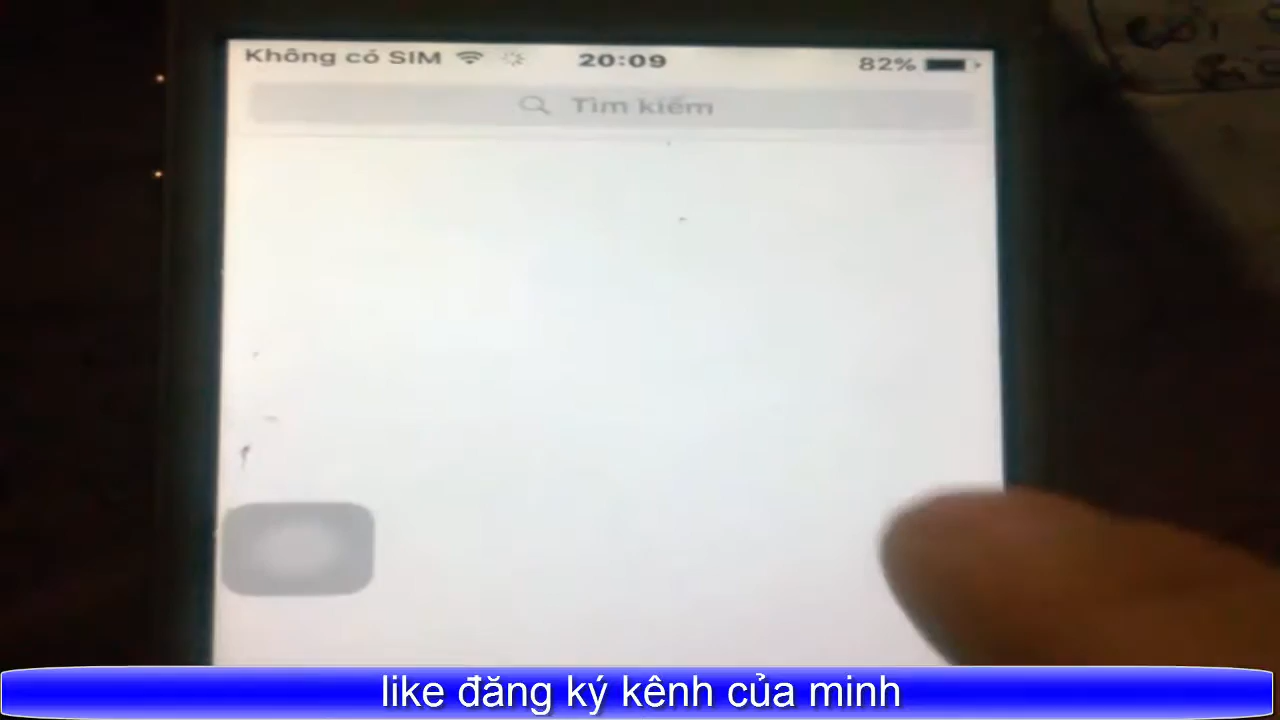 Không có SIM 20:09 82%
Tìm kiếm
like đăng ký kênh của minh